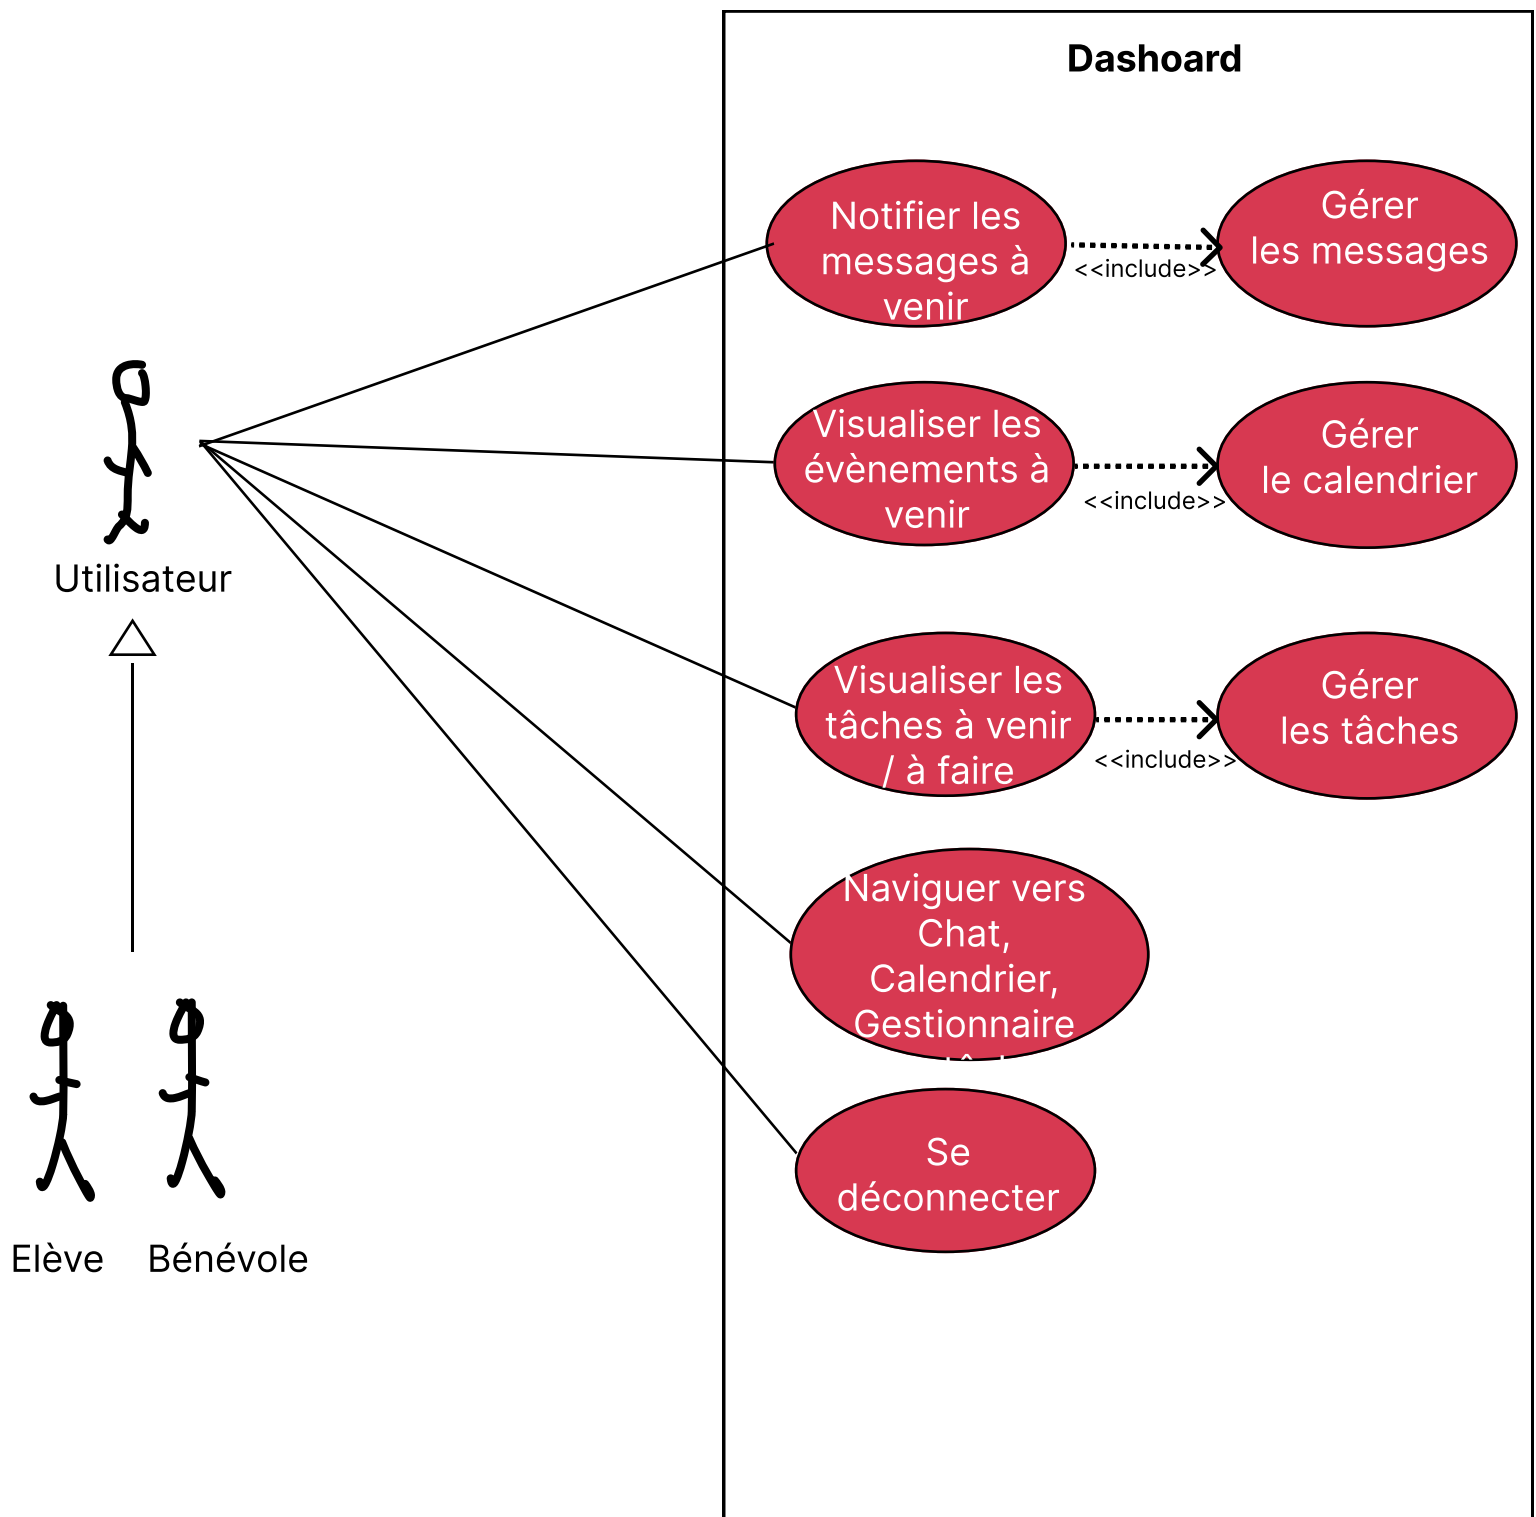 Dashoard
Notifier les
messages à
venir
<<include>>
Gérer
les messages
Visualiser les
évènements à
venir
<<include>>
Gérer
le calendrier
Utilisateur
Visualiser les
tâches à venir
/ à faire
<<include>>
Gérer
les tâches
Naviguer vers
Chat,
Calendrier,
Gestionnaire
Se
déconnecter
Elève
Bénévole